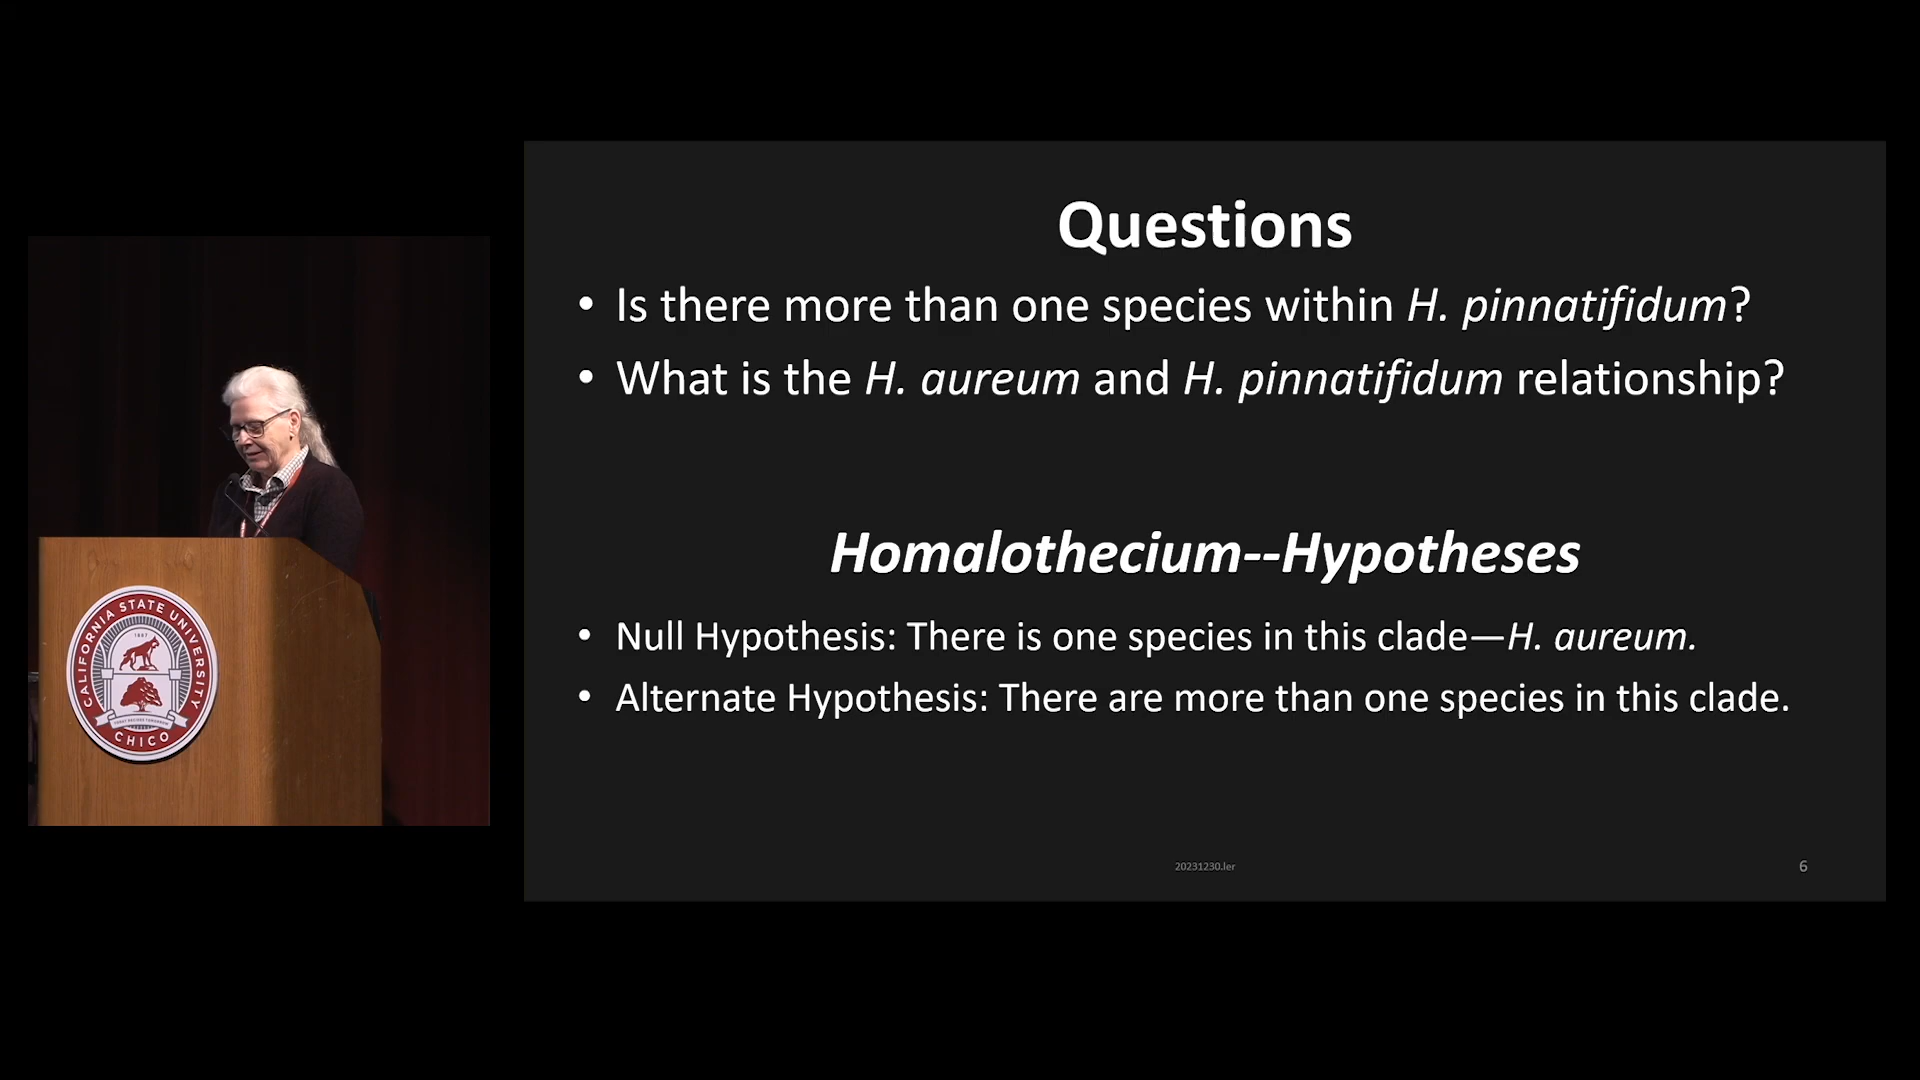 Questions
• Is there more than one species within H. pinnatifidum?
• What is the H. aureum and H. pinnatifidum relationship?
Homalothecium--Hypotheses
• Null Hypothesis: There is one species in this clade—H. aureum.
• Alternate Hypothesis: There are more than one species in this clade.
20231230.ler
6
CALIFORNIA STATE UNIVERSITY
1887
CHICO